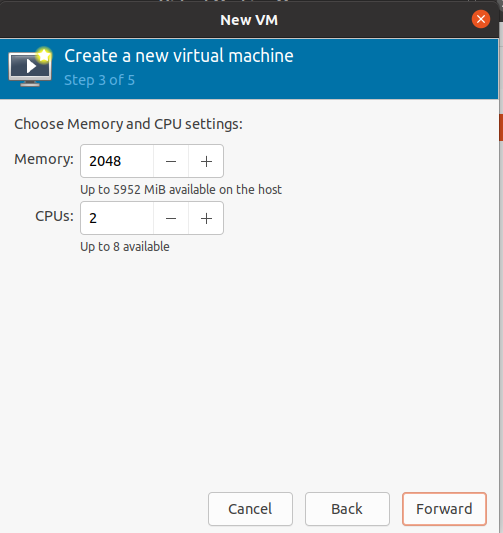 New VM
Create a new virtual machine
Step 3 of 5
Choose Memory and CPU settings:
Memory: 2048 − +
Up to 5952 MiB available on the host
CPUs: 2 − +
Up to 8 available
Cancel Back Forward